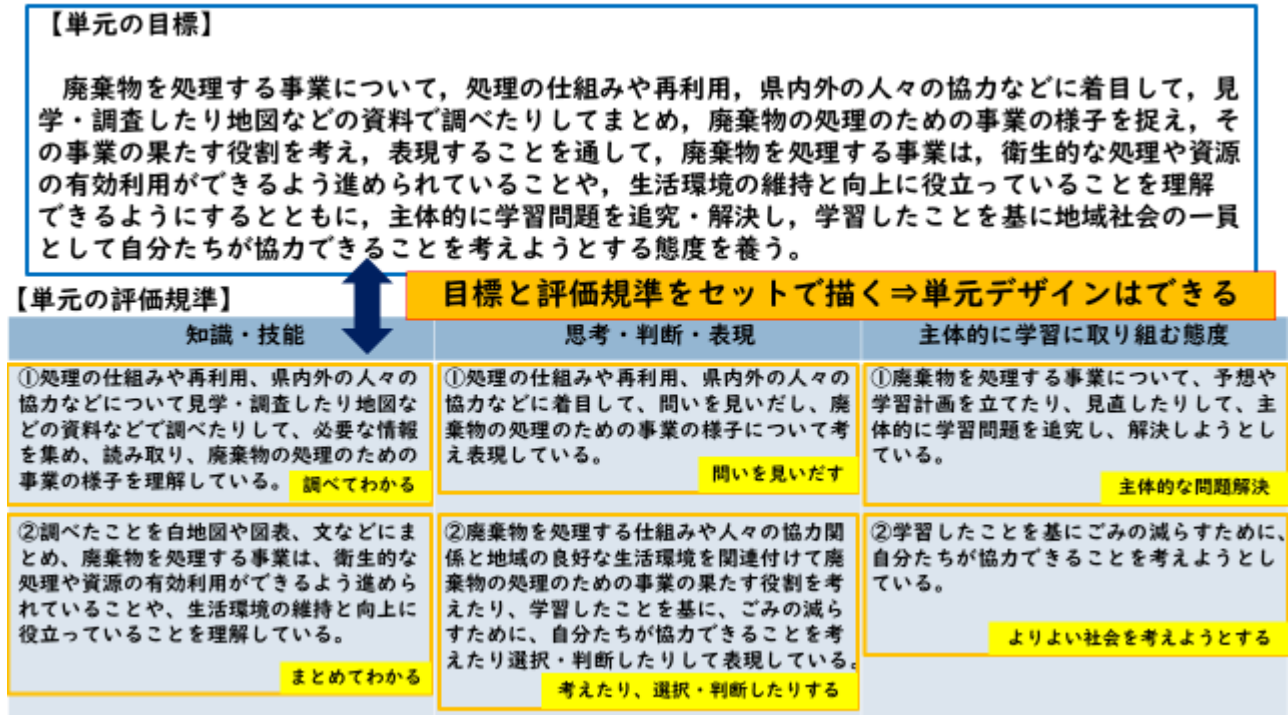 【単元の目標】
廃棄物を処理する事業について，処理の仕組みや再利用，県内外の人々の協力などに着目して，見
学・調査したり地図などの資料で調べたりしてまとめ，廃棄物の処理のための事業の様子を捉え，そ
の事業の果たす役割を考え，表現することを通して，廃棄物を処理する事業は，衛生的な処理や資源
の有効利用ができるよう進められていることや，生活環境の維持と向上に役立っていることを理解
できるようにするとともに，主体的に学習問題を追究・解決し，学習したことを基に地域社会の一員
として自分たちが協力できることを考えようとする態度を養う。
目標と評価規準をセットで描く⇒単元デザインはできる
【単元の評価規準】
知識・技能
思考・判断・表現
主体的に学習に取り組む態度
①処理の仕組みや再利用、県内外の人々の
協力などについて見学・調査したり地図な
どの資料などで調べたりして、必要な情報
を集め、読み取り、廃棄物の処理のための
事業の様子を理解している。
調べてわかる
①処理の仕組みや再利用、県内外の人々の
協力などに着目して、問いを見いだし、廃
棄物の処理のための事業の様子について考
え表現している。
問いを見いだす
①廃棄物を処理する事業について、予想や
学習計画を立てたり、見直したりして、主
体的に学習問題を追究し、解決しようとし
ている。
主体的な問題解決
②調べたことを白地図や図表、文などにま
とめ、廃棄物を処理する事業は、衛生的な
処理や資源の有効利用ができるよう進めら
れていることや、生活環境の維持と向上に
役立っていることを理解している。
まとめてわかる
②廃棄物を処理する仕組みや人々の協力関
係と地域の良好な生活環境を関連付けて廃
棄物の処理のための事業の果たす役割を考
えたり、学習したことを基に、ごみの減ら
すために、自分たちが協力できることを考
えたり選択・判断したりして表現している。
考えたり、選択・判断したりする
②学習したことを基にごみの減らすために、
自分たちが協力できることを考えようとし
ている。
よりよい社会を考えようとする